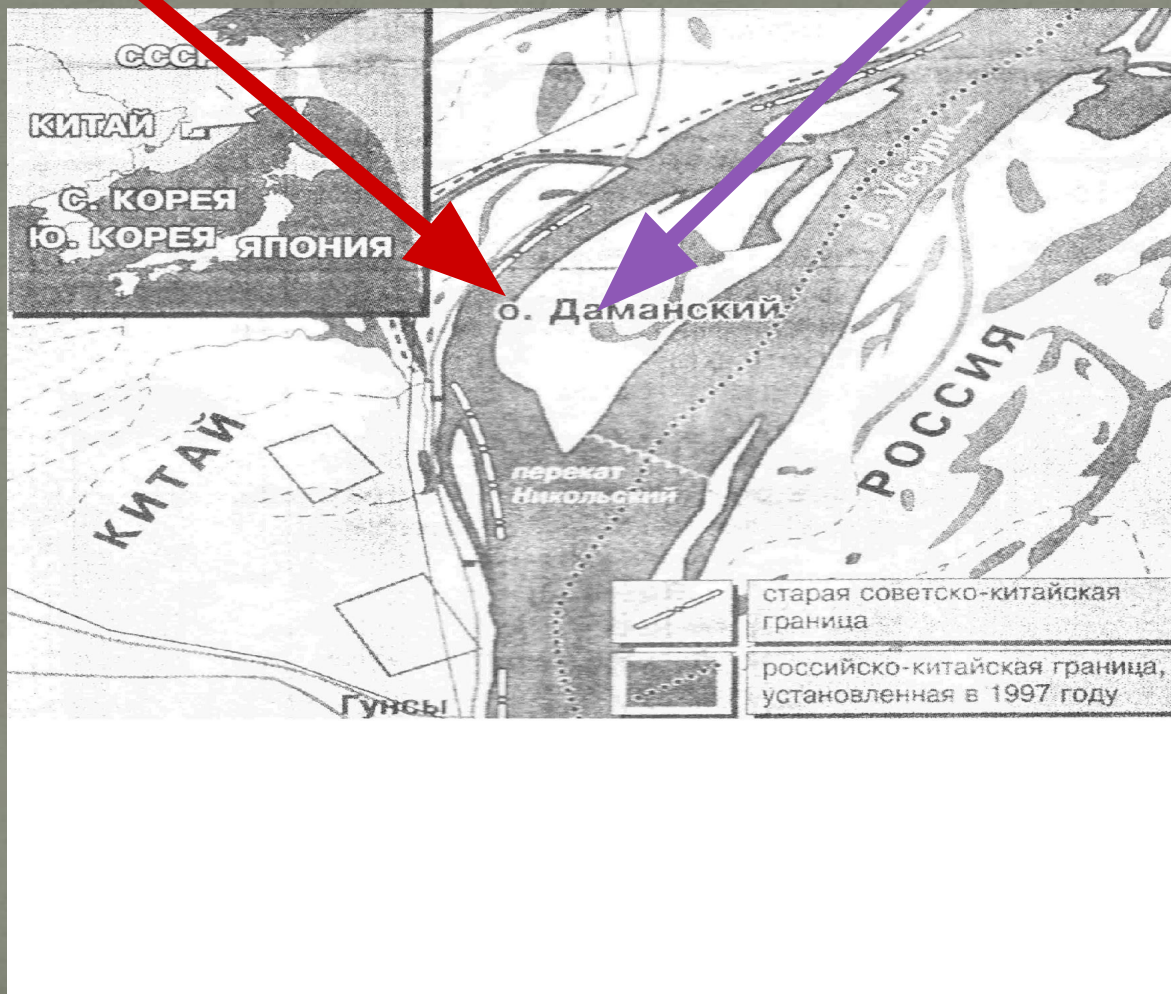 СССР
КИТАЙ
С. КОРЕЯ
Ю. КОРЕЯ
ЯПОНИЯ
р. Уссури
о. Даманский
КИТАЙ
РОССИЯ
перекат
Никольский
старая советско-китайская
граница
российско-китайская граница,
установленная в 1997 году
Гунсы